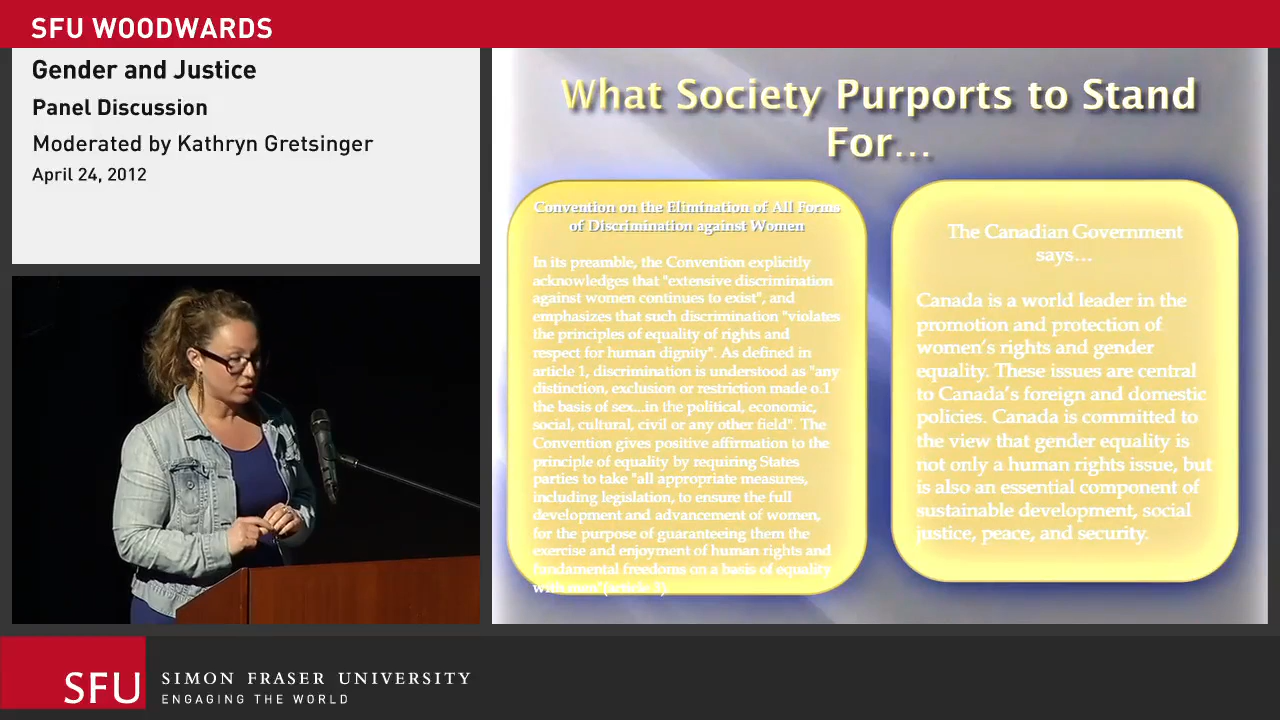 SFU WOODWARDS
Gender and Justice
Panel Discussion
Moderated by Kathryn Gretsinger
April 24, 2012
What Society Purports to Stand
For...
Convention on the Elimination of All Forms
of Discrimination against Women
In its preamble, the Convention explicitly
acknowledges that "extensive discrimination
against women continues to exist", and
emphasizes that such discrimination "violates
the principles of equality of rights and
respect for human dignity". As defined in
article 1, discrimination is understood as "any
distinction, exclusion or restriction made o.1
the basis of sex...in the political, economic,
social, cultural, civil or any other field". The
Convention gives positive affirmation to the
principle of equality by requiring States
parties to take "all appropriate measures,
including legislation, to ensure the full
development and advancement of women,
for the purpose of guaranteeing them the
exercise and enjoyment of human rights and
fundamental freedoms on a basis of equality
with men"(article 3).
The Canadian Government
says...
Canada is a world leader in the
promotion and protection of
women's rights and gender
equality. These issues are central
to Canada's foreign and domestic
policies. Canada is committed to
the view that gender equality is
not only a human rights issue, but
is also an essential component of
sustainable development, social
justice, peace, and security.
SFU
SIMON FRASER UNIVERSITY
ENGAGING THE WORLD